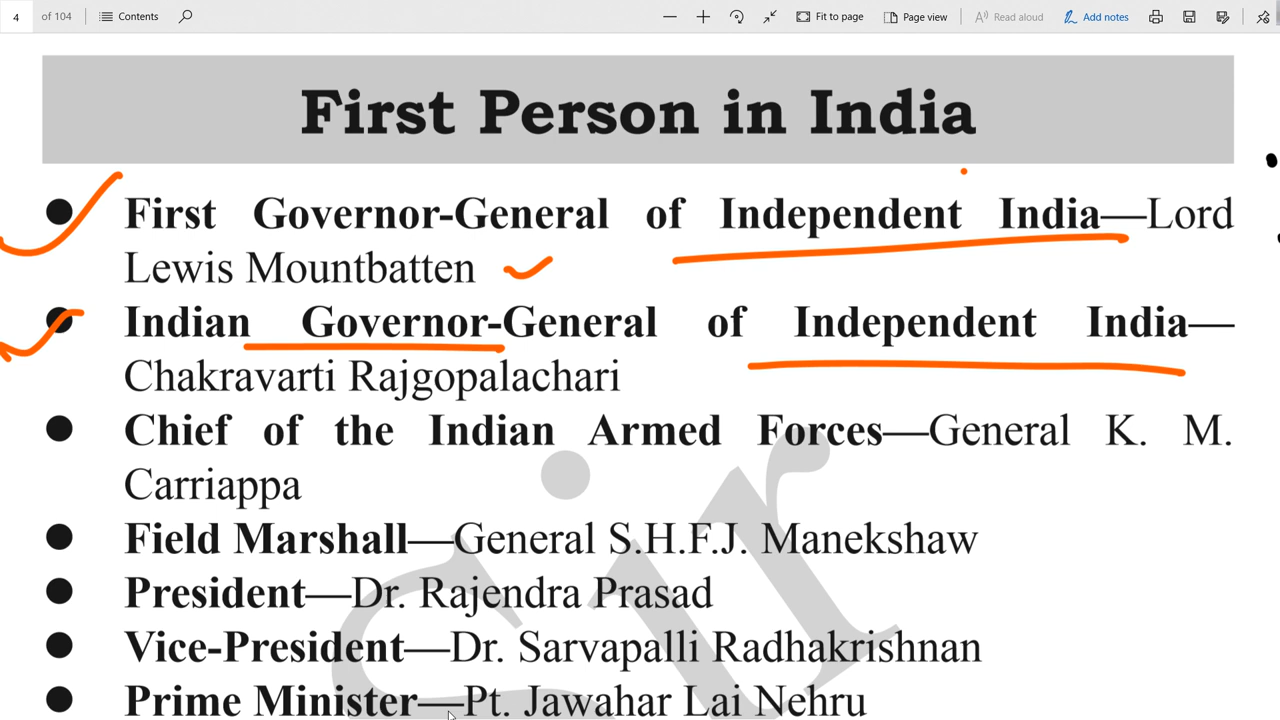 4 of 104 Contents Fit to page Page view Read aloud Add notes
First Person in India
● First Governor-General of Independent India—Lord
Lewis Mountbatten
● Indian Governor-General of Independent India—
Chakravarti Rajgopalachari
● Chief of the Indian Armed Forces—General K. M.
Carriappa
● Field Marshall—General S.H.F.J. Manekshaw
● President—Dr. Rajendra Prasad
● Vice-President—Dr. Sarvapalli Radhakrishnan
● Prime Minister—Pt. Jawahar Lai Nehru
Sir